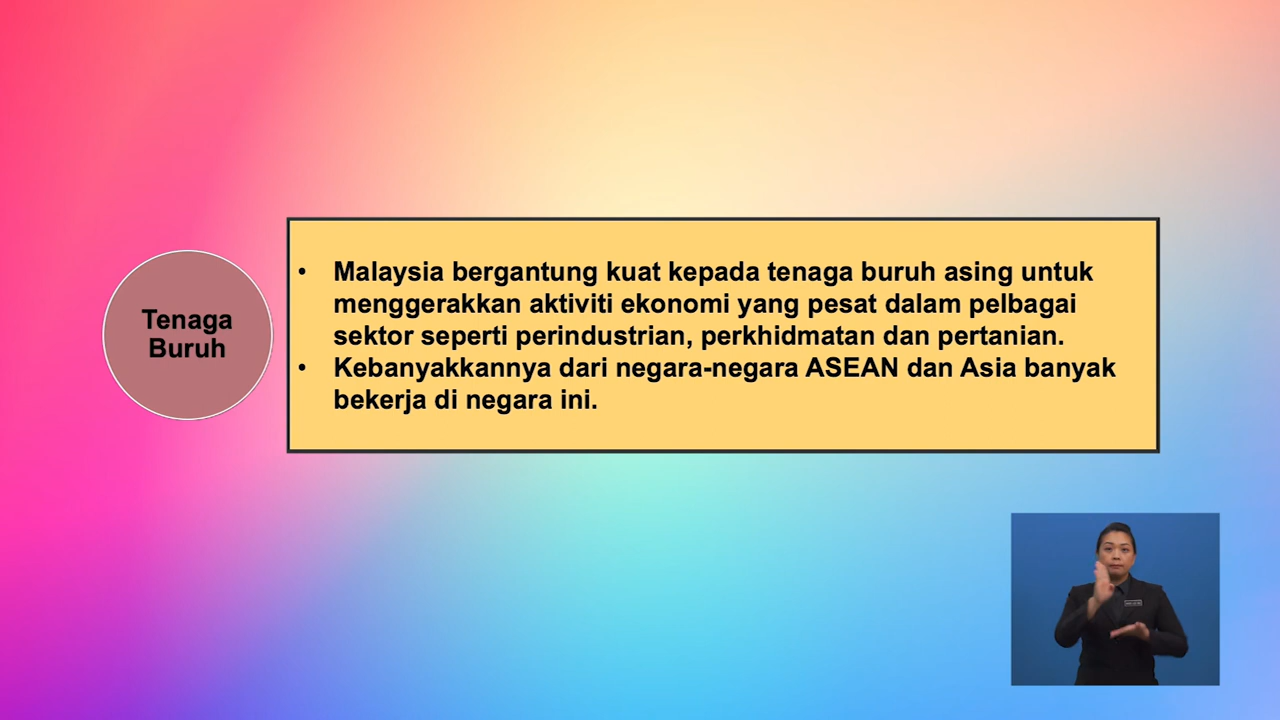 Tenaga
Buruh
• Malaysia bergantung kuat kepada tenaga buruh asing untuk
menggerakkan aktiviti ekonomi yang pesat dalam pelbagai
sektor seperti perindustrian, perkhidmatan dan pertanian.
• Kebanyakkannya dari negara-negara ASEAN dan Asia banyak
bekerja di negara ini.